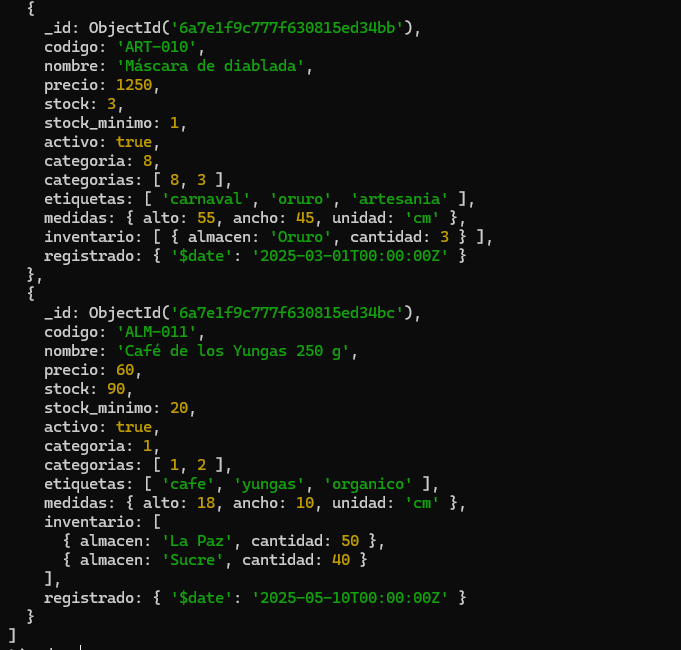 {
_id: ObjectId('6a7e1f9c777f630815ed34bb'),
codigo: 'ART-010',
nombre: 'Máscara de diablada',
precio: 1250,
stock: 3,
stock_minimo: 1,
activo: true,
categoria: 8,
categorias: [ 8, 3 ],
etiquetas: [ 'carnaval', 'oruro', 'artesania' ],
medidas: { alto: 55, ancho: 45, unidad: 'cm' },
inventario: [ { almacen: 'Oruro', cantidad: 3 } ],
registrado: { '$date': '2025-03-01T00:00:00Z' }
},
{
_id: ObjectId('6a7e1f9c777f630815ed34bc'),
codigo: 'ALM-011',
nombre: 'Café de los Yungas 250 g',
precio: 60,
stock: 90,
stock_minimo: 20,
activo: true,
categoria: 1,
categorias: [ 1, 2 ],
etiquetas: [ 'cafe', 'yungas', 'organico' ],
medidas: { alto: 18, ancho: 10, unidad: 'cm' },
inventario: [
{ almacen: 'La Paz', cantidad: 50 },
{ almacen: 'Sucre', cantidad: 40 }
],
registrado: { '$date': '2025-05-10T00:00:00Z' }
}
]